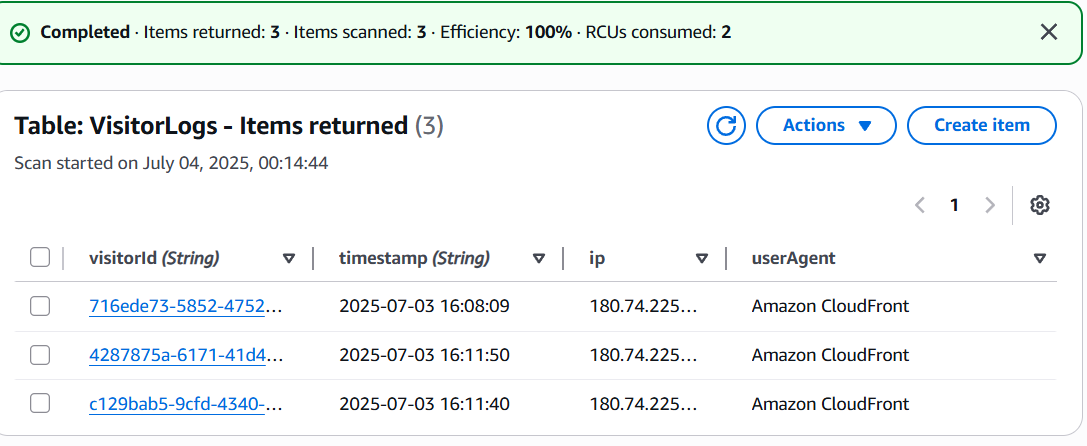 Completed · Items returned: 3 · Items scanned: 3 · Efficiency: 100% · RCUs consumed: 2
Table: VisitorLogs - Items returned (3)
Actions
Create item
Scan started on July 04, 2025, 00:14:44
1
visitorId (String) timestamp (String) ip userAgent
716ede73-5852-4752... 2025-07-03 16:08:09 180.74.225... Amazon CloudFront
4287875a-6171-41d4... 2025-07-03 16:11:50 180.74.225... Amazon CloudFront
c129bab5-9cfd-4340-... 2025-07-03 16:11:40 180.74.225... Amazon CloudFront